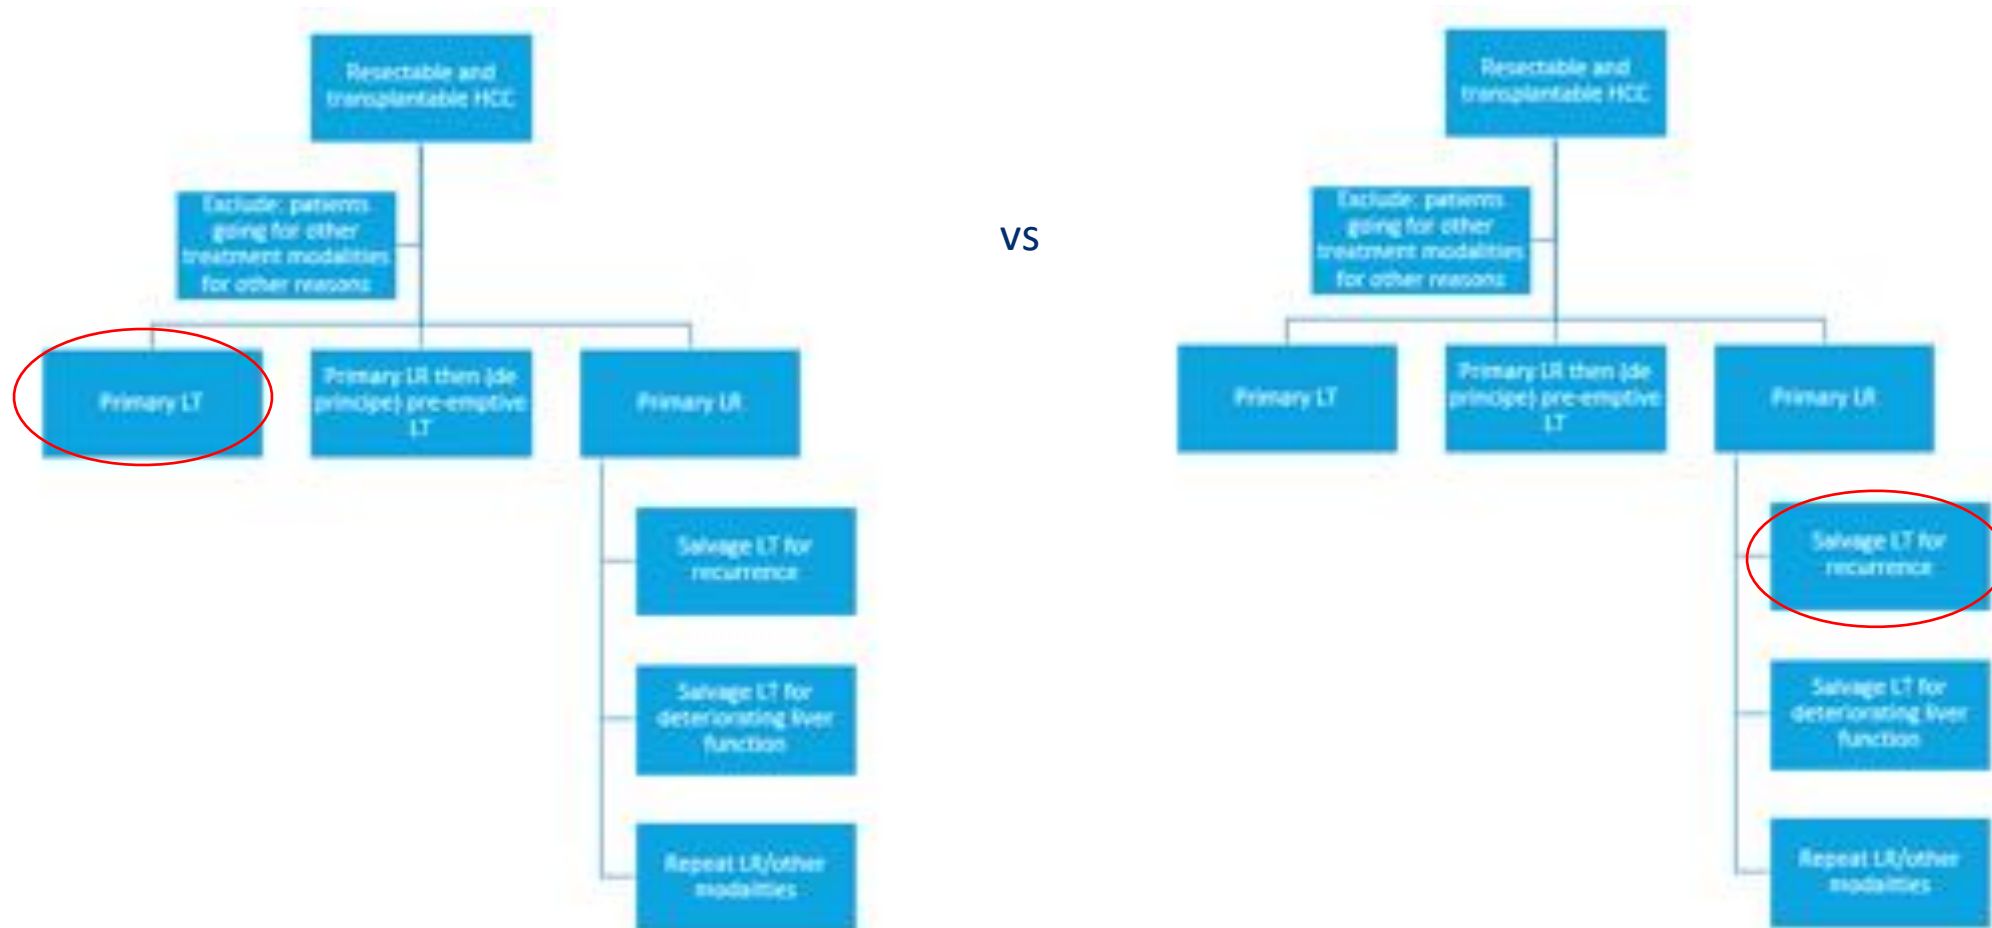 Resectable and
transplantable HCC
Exclude: patients
going for other
treatment modalities
for other reasons
Primary LT
Primary LR then (de
principe) pre-emptive
LT
Primary LR
Salvage LT for
recurrence
Salvage LT for
deteriorating liver
function
Repeat LR/other
modalities
vs
Resectable and
transplantable HCC
Exclude: patients
going for other
treatment modalities
for other reasons
Primary LT
Primary LR then (de
principe) pre-emptive
LT
Primary LR
Salvage LT for
recurrence
Salvage LT for
deteriorating liver
function
Repeat LR/other
modalities